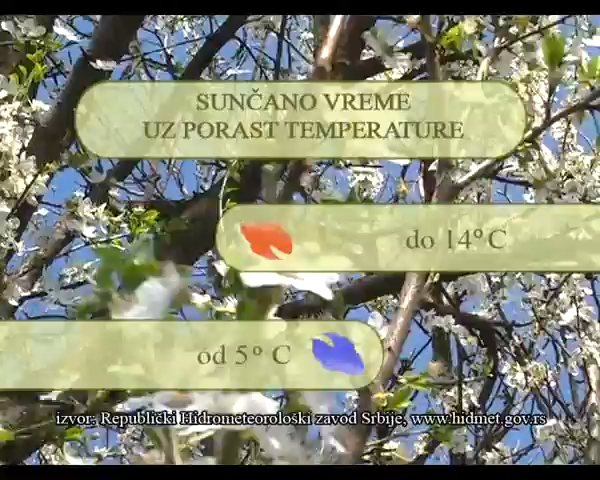 SUNČANO VREME
UZ PORAST TEMPERATURE
do 14° C
od 5° C
izvor: Republički Hidrometeorološki zavod Srbije, www.hidmet.gov.rs